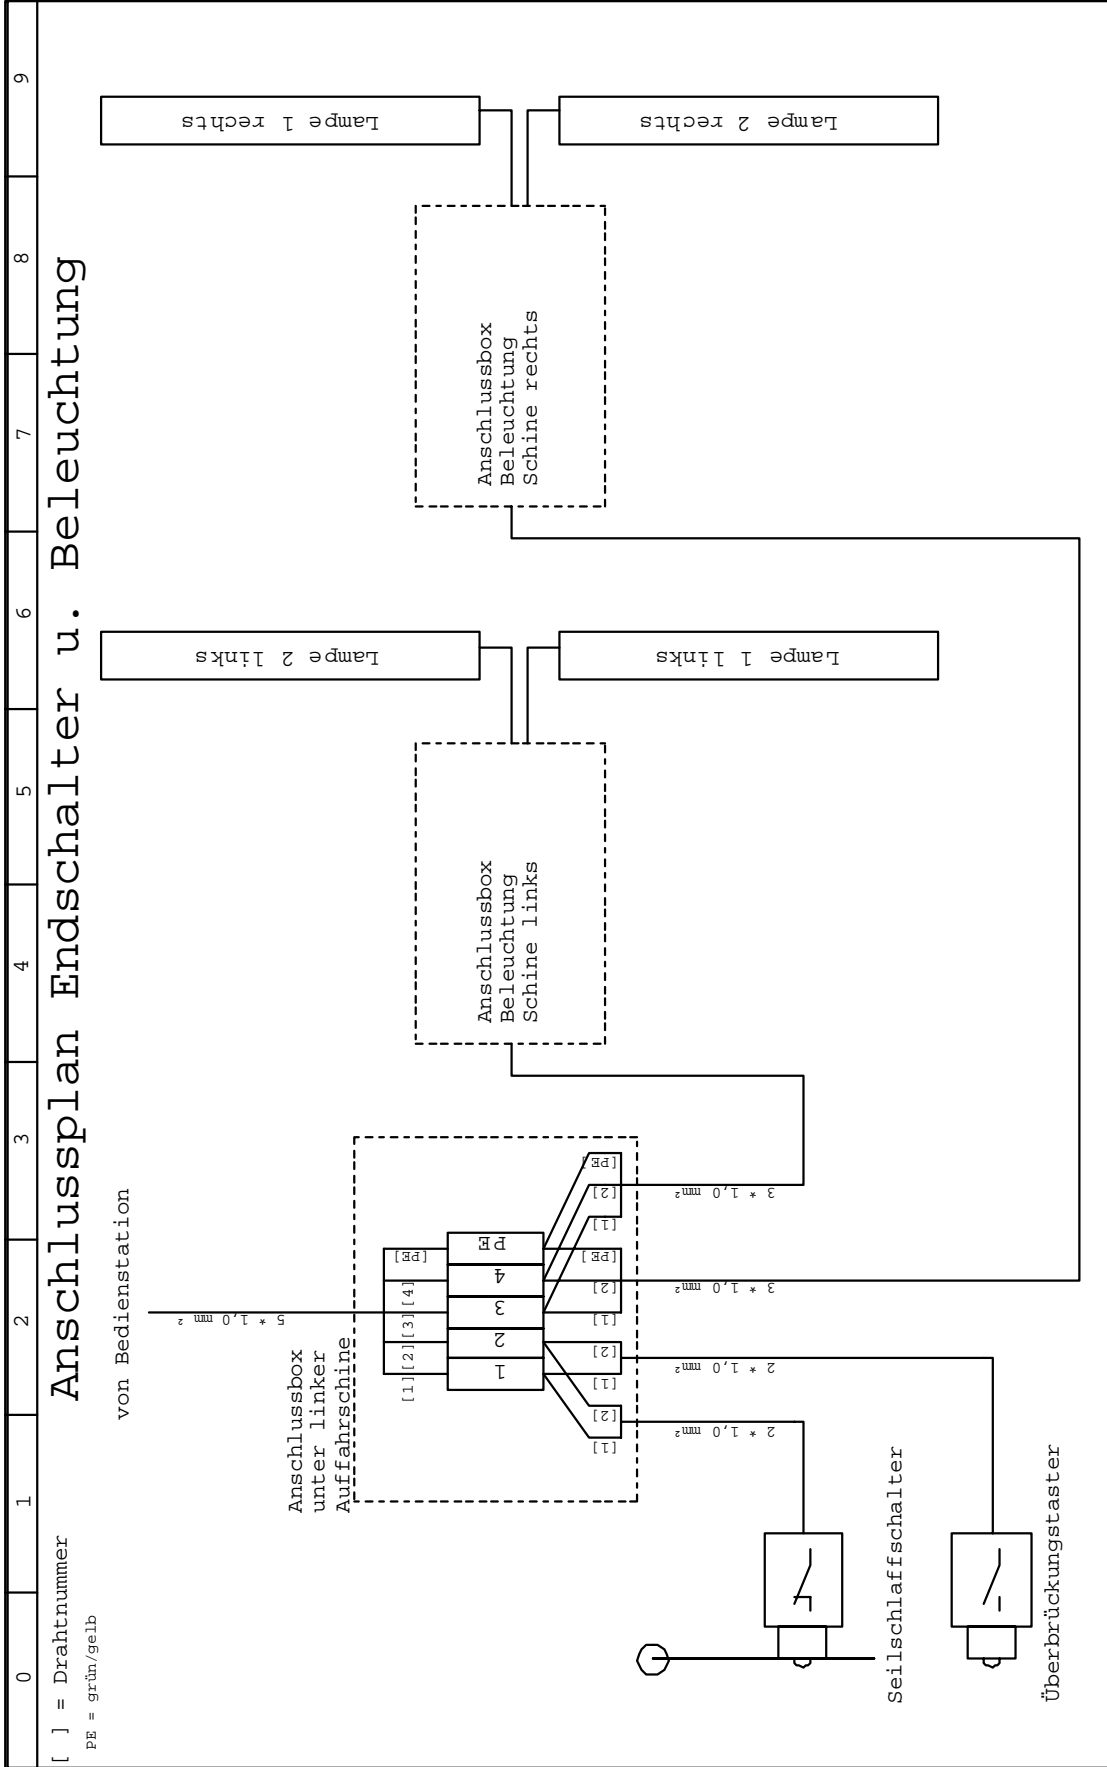 0 1 2 3 4 5 6 7 8 9
Anschlussplan Endschalter u. Beleuchtung
[ ] = Drahtnummer
PE = grün/gelb
von Bedienstation
5 * 1,0 mm ²
Anschlussbox
unter linker
Auffahrschine
[1] [2] [3] [4] [PE]
1 2 3 4 PE
[1] [2] [1] [2] [1] [2] [PE] [1] [2] [PE]
2 * 1,0 mm²
2 * 1,0 mm²
3 * 1,0 mm²
3 * 1,0 mm²
Seilschlaffschalter
Überbrückungstaster
Anschlussbox
Beleuchtung
Schine links
Lampe 2 links
Lampe 1 links
Anschlussbox
Beleuchtung
Schine rechts
Lampe 1 rechts
Lampe 2 rechts